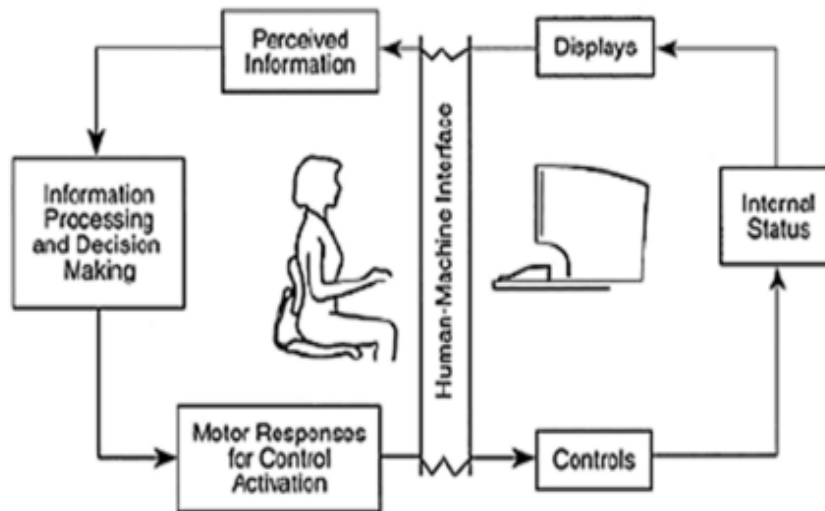 Perceived
Information
Displays
Information
Processing
and Decision
Making
Human-Machine Interface
Internal
Status
Motor Responses
for Control
Activation
Controls